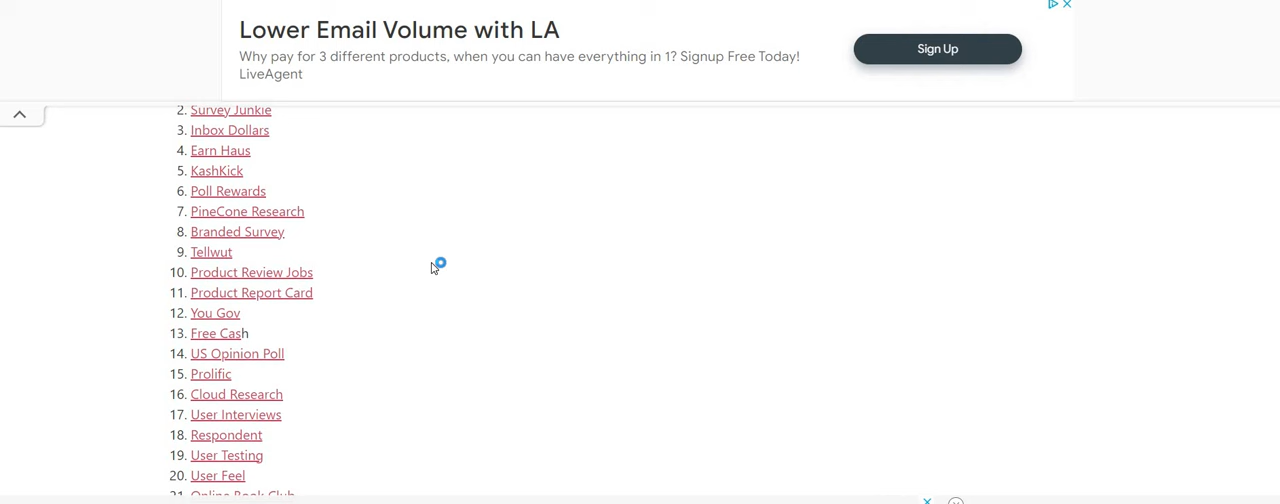 Lower Email Volume with LA
Why pay for 3 different products, when you can have everything in 1? Signup Free Today!
LiveAgent
Sign Up
2. Survey Junkie
3. Inbox Dollars
4. Earn Haus
5. KashKick
6. Poll Rewards
7. PineCone Research
8. Branded Survey
9. Tellwut
10. Product Review Jobs
11. Product Report Card
12. You Gov
13. Free Cash
14. US Opinion Poll
15. Prolific
16. Cloud Research
17. User Interviews
18. Respondent
19. User Testing
20. User Feel
21. Online Book Club